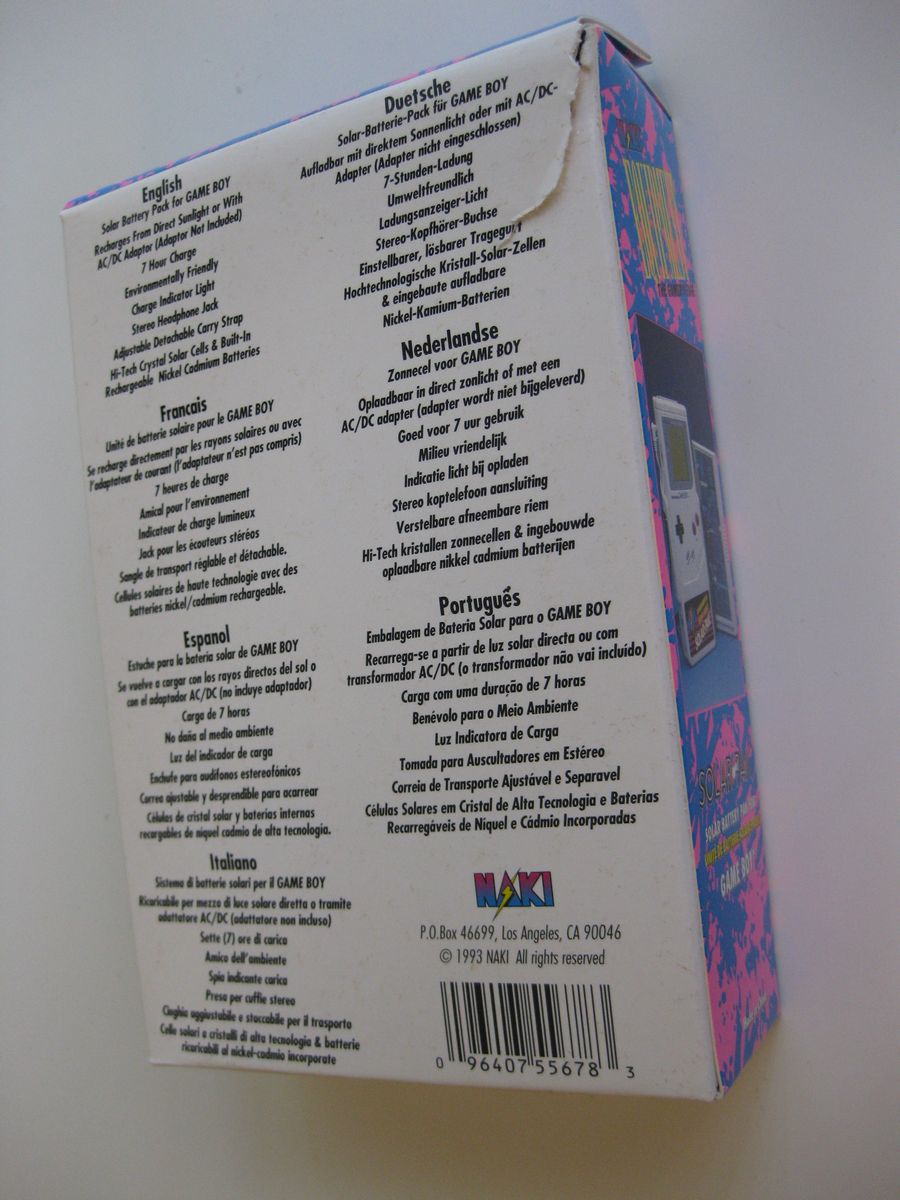 English
Solar Battery Pack for GAME BOY
Recharges From Direct Sunlight or With
AC/DC Adaptor (Adaptor Not Included)
7 Hour Charge
Environmentally Friendly
Charge Indicator Light
Stereo Headphone Jack
Adjustable Detachable Carry Strap
Hi-Tech Crystal Solar Cells & Built-In
Rechargeable Nickel Cadmium Batteries
Francais
Unité de batterie solaire pour le GAME BOY
Se recharge directement par les rayons solaires ou avec
l'adaptateur de courant (l'adaptateur n'est pas compris)
7 heures de charge
Amical pour l'environnement
Indicateur de charge lumineux
Jack pour les écouteurs stéréos
Sangle de transport règlable et détachable.
Cellules solaires de haute technologie avec des
batteries nickel/cadmium rechargeable.
Espanol
Estuche para la bateria solar de GAME BOY
Se vuelve a cargar con los rayos directos del sol o
con el adaptador AC/DC (no incluye adaptador)
Carga de 7 horas
No daña al medio ambiente
Luz del indicador de carga
Enchufe para audífonos estereofónicos
Correa ajustable y desprendible para acarrear
Células de cristal solar y baterias internas
recargables de níquel cadmio de alta tecnología.
Italiano
Sistema di batterie solari per il GAME BOY
Ricaricabile per mezzo di luce solare diretta o tramite
adattatore AC/DC (adattatore non incluso)
Sette (7) ore di carica
Amico dell'ambiente
Spia indicante carica
Presa per cuffie stereo
Cinghia aggiustabile e staccabile per il trasporto
Celle solari a cristalli di alta tecnologia & batterie
ricaricabili al nickel-cadmio incorporate
Duetsche
Solar-Batterie-Pack für GAME BOY
Aufladbar mit direktem Sonnenlicht oder mit AC/DC-
Adapter (Adapter nicht eingeschlossen)
7-Stunden-Ladung
Umweltfreundlich
Ladungsanzeiger-Licht
Stereo-Kopfhörer-Buchse
Einstellbarer, lösbarer Tragegurt
Hochtechnologische Kristall-Solar-Zellen
& eingebaute aufladbare
Nickel-Kamium-Batterien
Nederlandse
Zonnecel voor GAME BOY
Oplaadbaar in direct zonlicht of met een
AC/DC adapter (adapter wordt niet bijgeleverd)
Goed voor 7 uur gebruik
Milieu vriendelijk
Indicatie licht bij opladen
Stereo koptelefoon aansluiting
Verstelbare afneembare riem
Hi-Tech kristallen zonnecellen & ingebouwde
oplaadbare nikkel cadmium batterijen
Português
Embalagem de Bateria Solar para o GAME BOY
Recarrega-se a partir de luz solar directa ou com
transformador AC/DC (o transformador não vai incluído)
Carga com uma duração de 7 horas
Benévolo para o Meio Ambiente
Luz Indicatora de Carga
Tomada para Auscultadores em Estéreo
Correia de Transporte Ajustável e Separavel
Células Solares em Cristal de Alta Tecnologia e Baterias
Recarregáveis de Níquel e Cádmio Incorporadas
NAKI
P.O.Box 46699, Los Angeles, CA 90046
© 1993 NAKI All rights reserved
0 96407 55678 3
NAKI
SOLAR
SOLAR BATTERY
GAME BOY